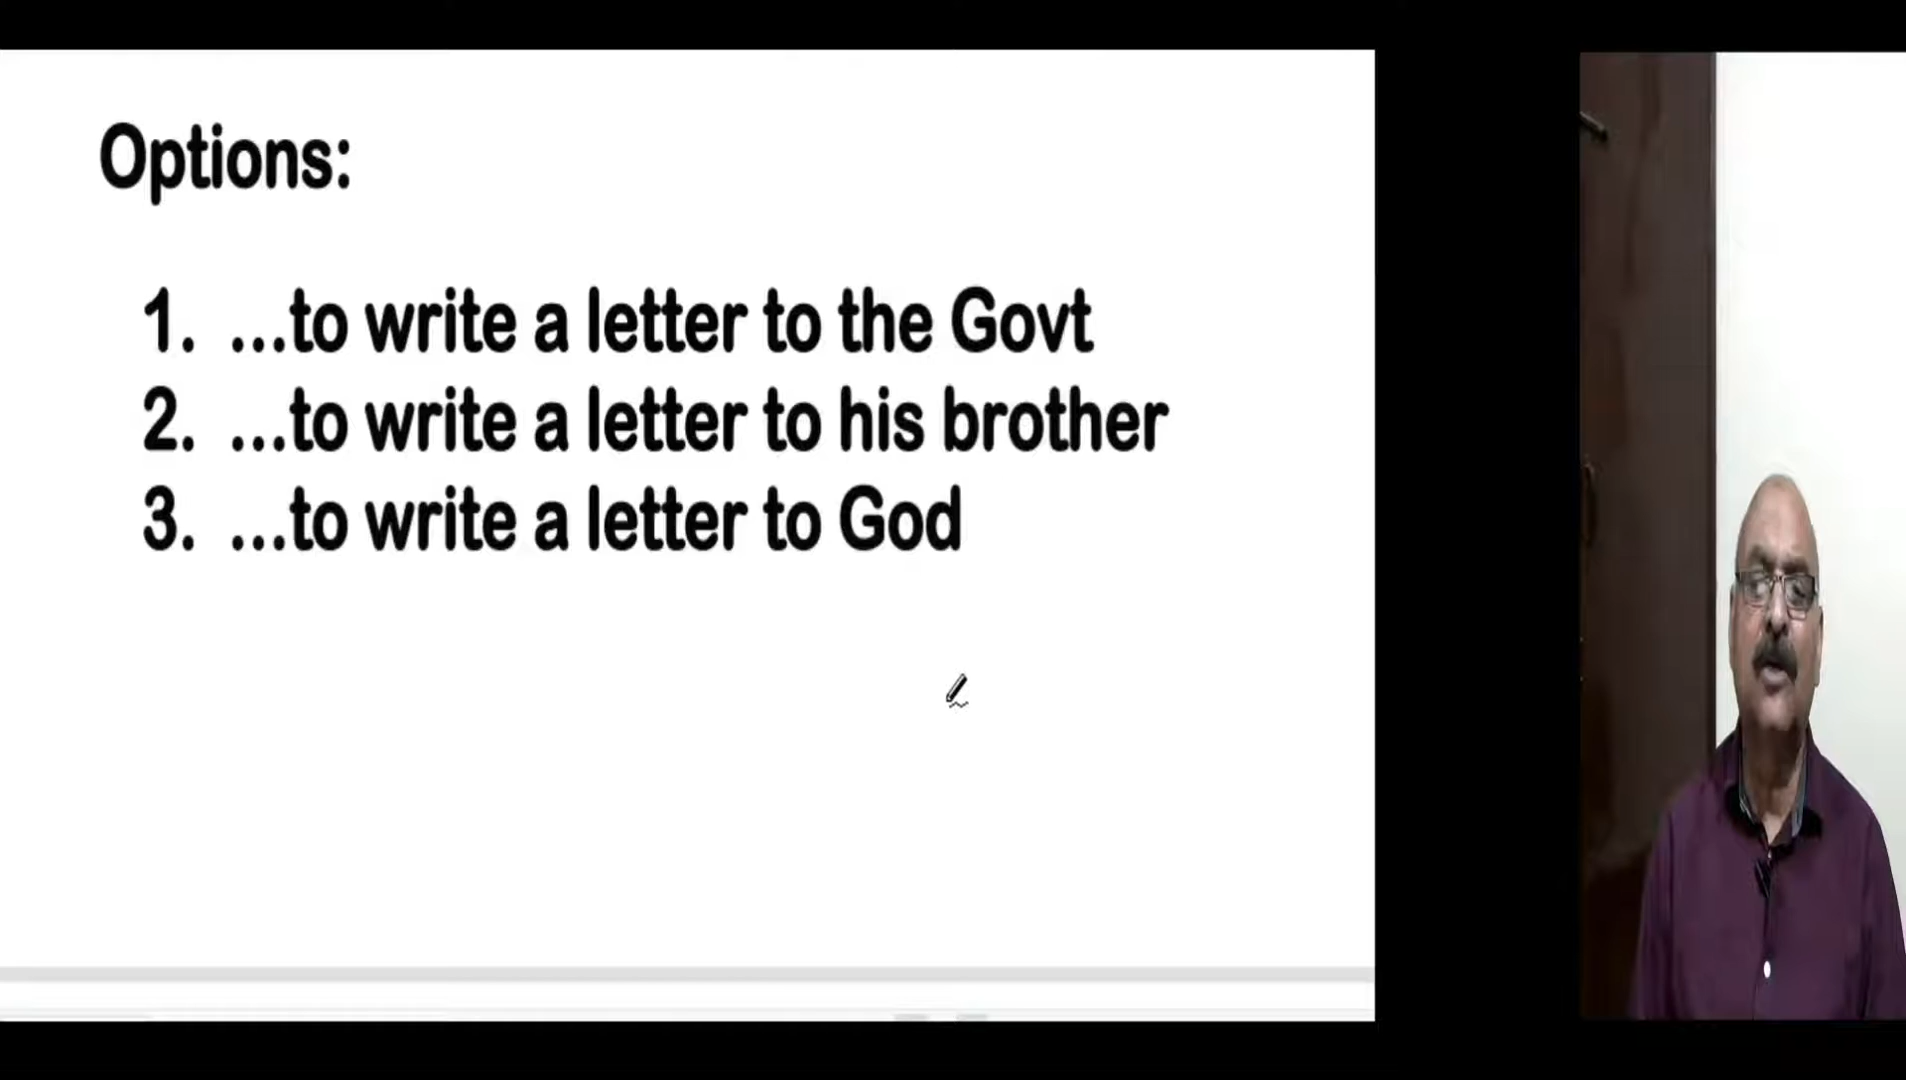 Options:
1. ...to write a letter to the Govt
2. ...to write a letter to his brother
3. ...to write a letter to God